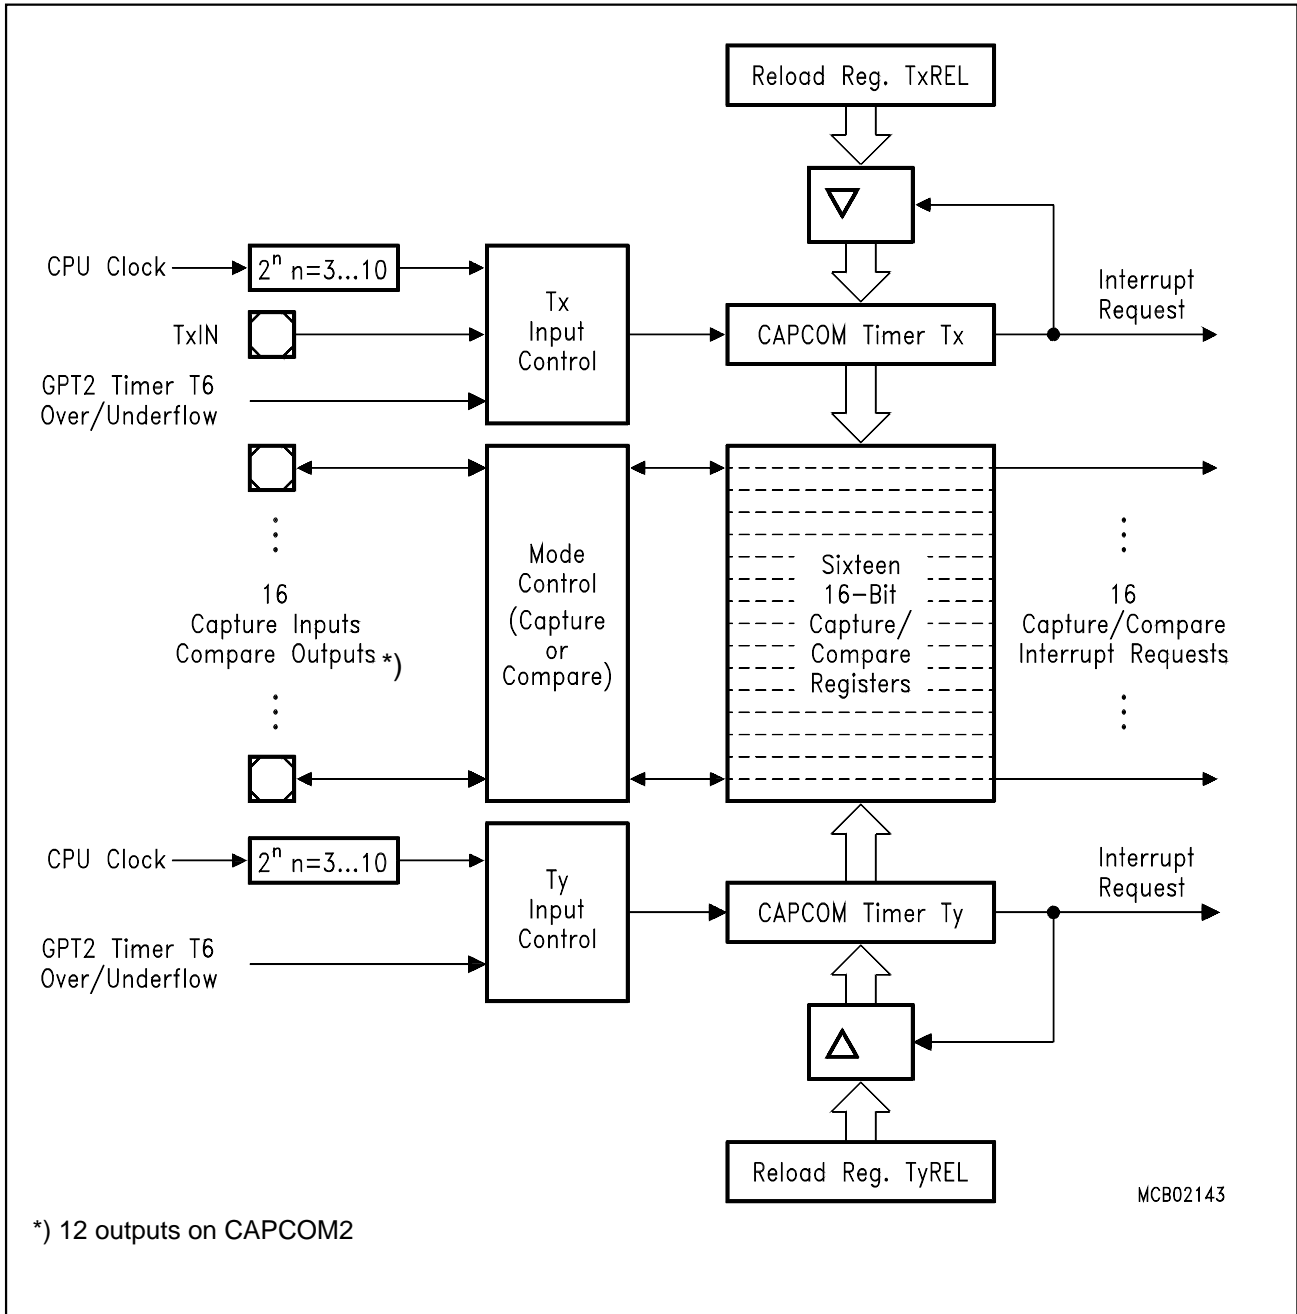 Reload Reg. TxREL
CPU Clock
2ⁿ n=3...10
TxIN
GPT2 Timer T6
Over/Underflow
Tx
Input
Control
CAPCOM Timer Tx
Interrupt
Request
16
Capture Inputs
Compare Outputs *)
Mode
Control
(Capture
or
Compare)
Sixteen
16-Bit
Capture/
Compare
Registers
16
Capture/Compare
Interrupt Requests
CPU Clock
2ⁿ n=3...10
GPT2 Timer T6
Over/Underflow
Ty
Input
Control
CAPCOM Timer Ty
Interrupt
Request
Reload Reg. TyREL
MCB02143
*) 12 outputs on CAPCOM2